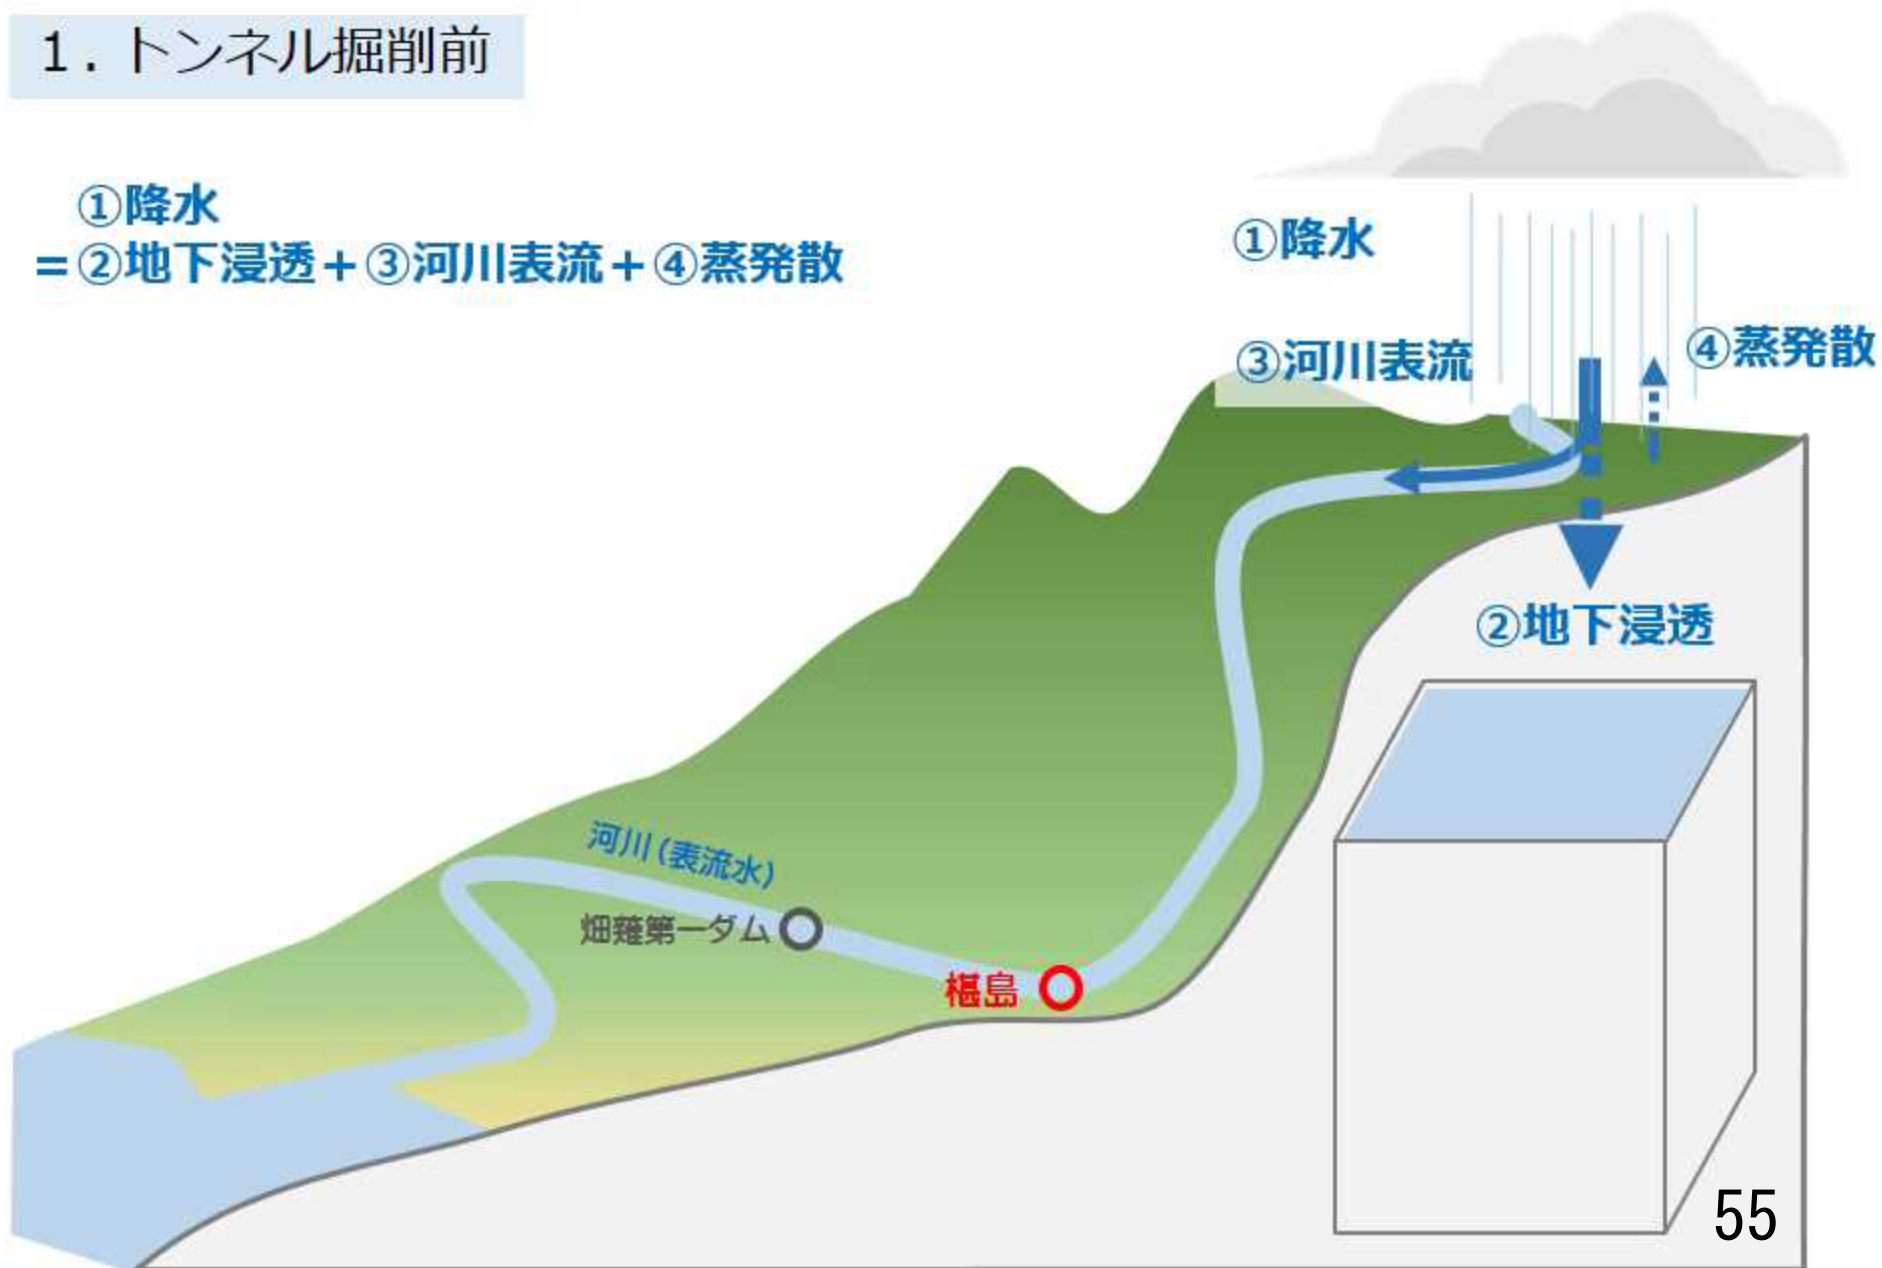 1. トンネル掘削前
①降水
=②地下浸透+③河川表流+④蒸発散
①降水
③河川表流
④蒸発散
②地下浸透
河川(表流水)
畑薙第一ダム
椹島
55